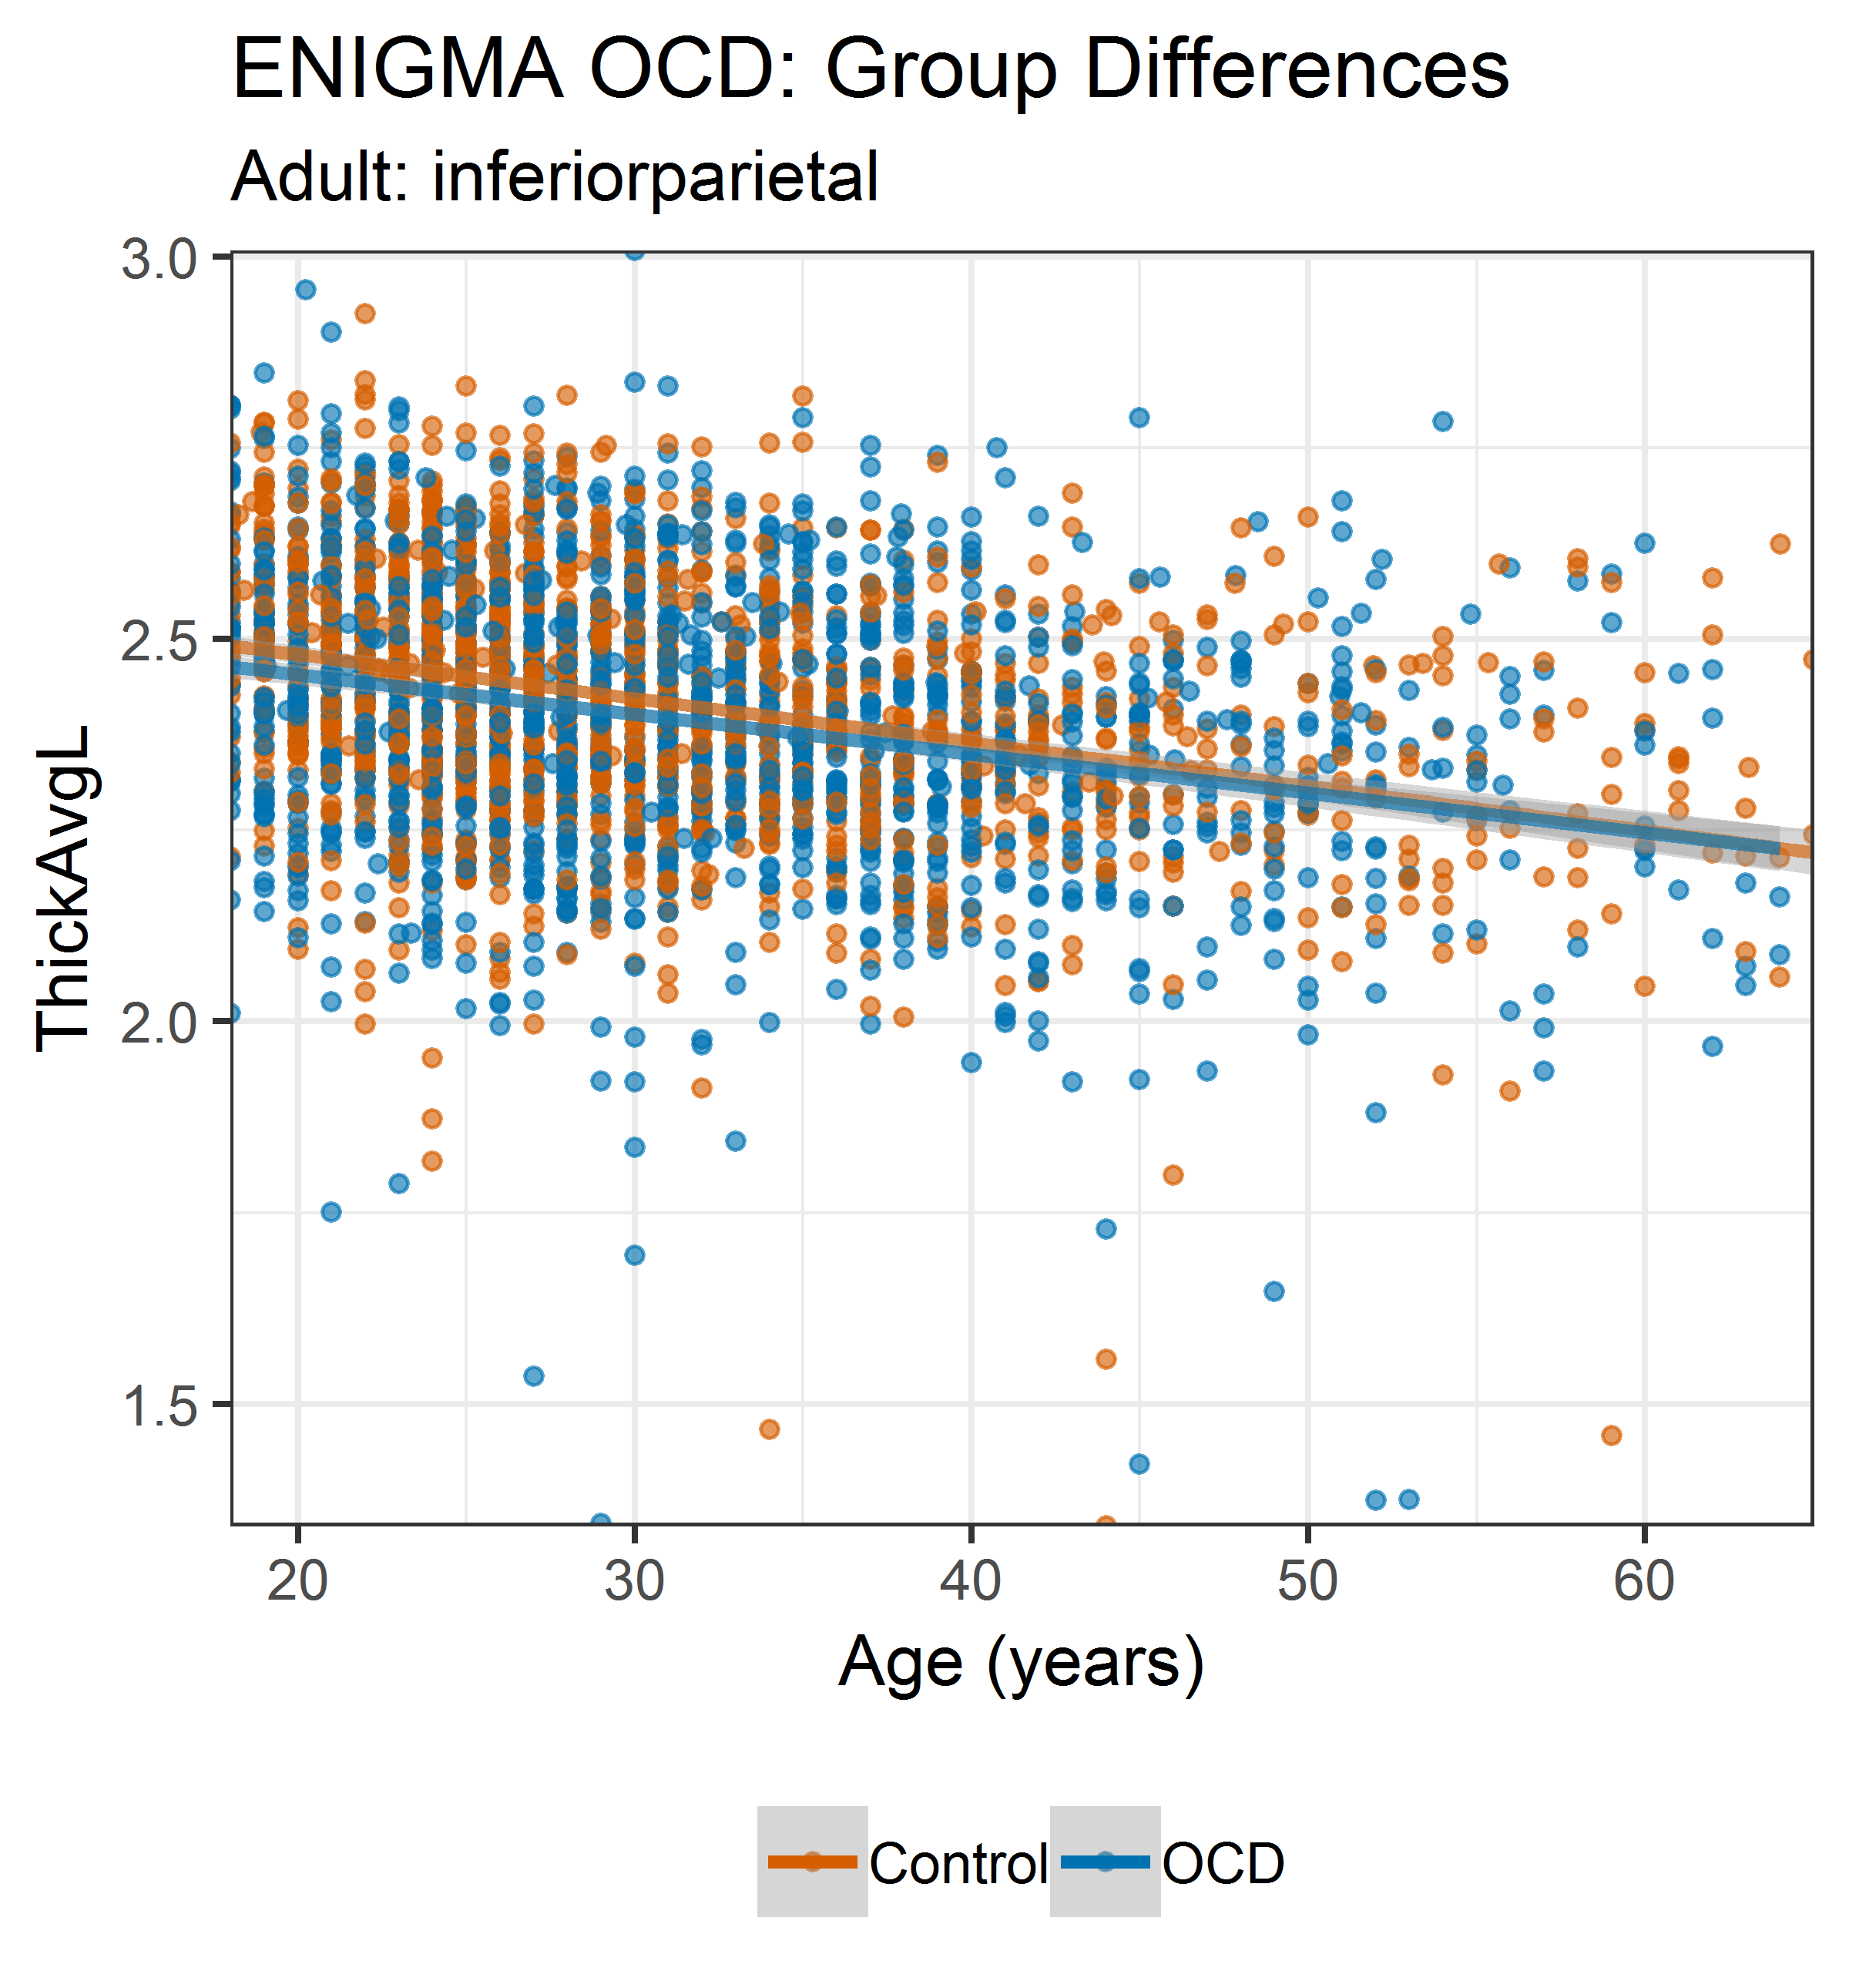 ENIGMA OCD: Group Differences
Adult: inferiorparietal
3.0
2.5
2.0
1.5
ThickAvgL
20 30 40 50 60
Age (years)
Control OCD